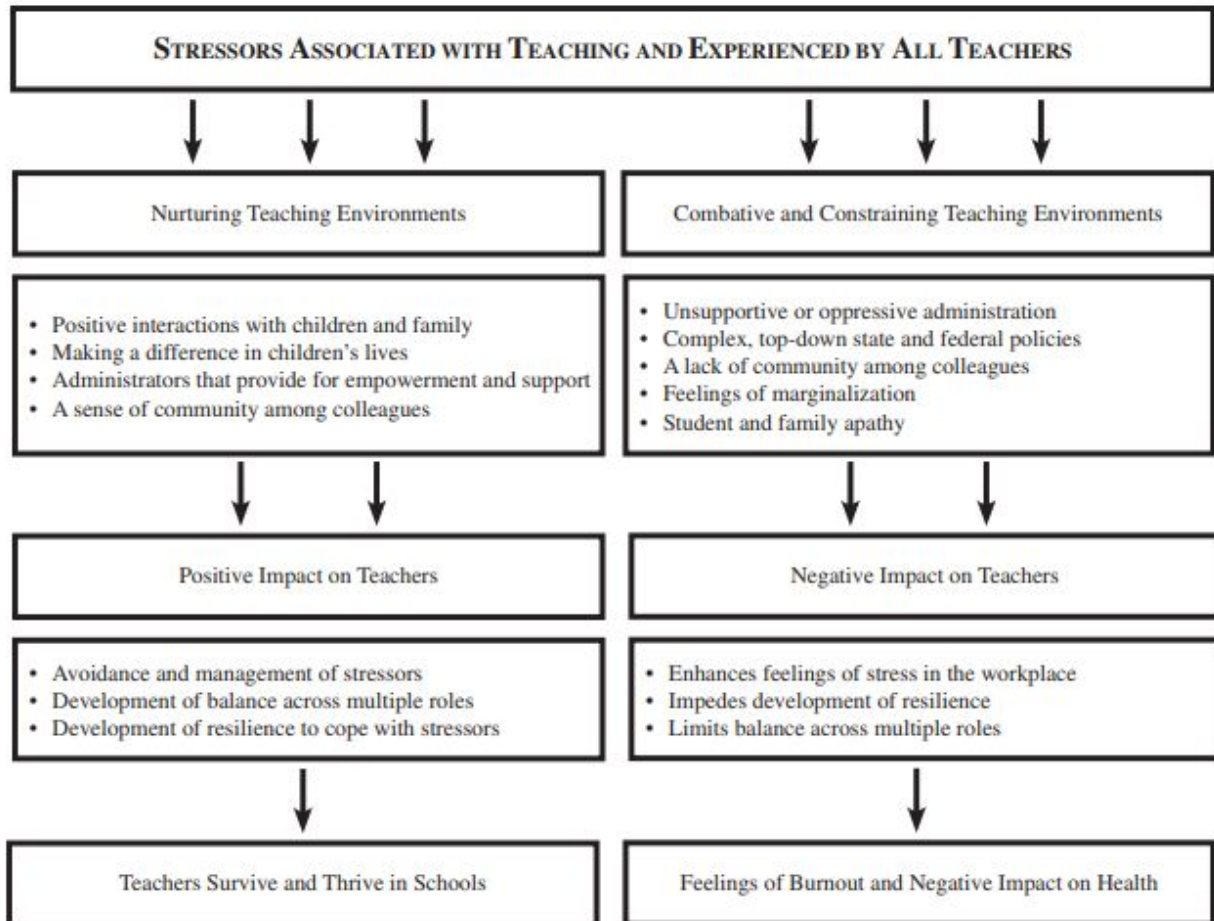 STRESSORS ASSOCIATED WITH TEACHING AND EXPERIENCED BY ALL TEACHERS
Nurturing Teaching Environments
• Positive interactions with children and family
• Making a difference in children’s lives
• Administrators that provide for empowerment and support
• A sense of community among colleagues
Positive Impact on Teachers
• Avoidance and management of stressors
• Development of balance across multiple roles
• Development of resilience to cope with stressors
Teachers Survive and Thrive in Schools
Combative and Constraining Teaching Environments
• Unsupportive or oppressive administration
• Complex, top-down state and federal policies
• A lack of community among colleagues
• Feelings of marginalization
• Student and family apathy
Negative Impact on Teachers
• Enhances feelings of stress in the workplace
• Impedes development of resilience
• Limits balance across multiple roles
Feelings of Burnout and Negative Impact on Health